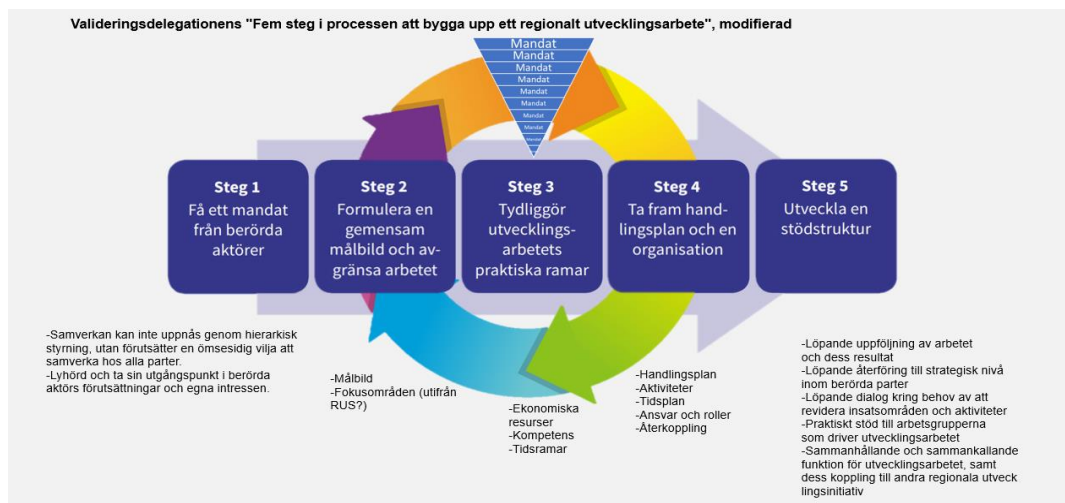 Valideringsdelegationens "Fem steg i processen att bygga upp ett regionalt utvecklingsarbete", modifierad
Mandat
Mandat
Mandat
Mandat
Mandat
Mandat
Mandat
Mandat
Steg 1
Få ett mandat
från berörda
aktörer
Steg 2
Formulera en
gemensam
målbild och av-
gränsa arbetet
Steg 3
Tydliggör
utvecklings-
arbetets
praktiska ramar
Steg 4
Ta fram hand-
lingsplan och en
organisation
Steg 5
Utveckla en
stödstruktur
-Samverkan kan inte uppnås genom hierarkisk
styrning, utan förutsätter en ömsesidig vilja att
samverka hos alla parter.
-Lyhörd och ta sin utgångspunkt i berörda
aktörs förutsättningar och egna intressen.
-Målbild
-Fokusområden (utifrån
RUS?)
-Ekonomiska
resurser
-Kompetens
-Tidsramar
-Handlingsplan
-Aktiviteter
-Tidsplan
-Ansvar och roller
-Återkoppling
-Löpande uppföljning av arbetet
och dess resultat
-Löpande återföring till strategisk nivå
inom berörda parter
-Löpande dialog kring behov av att
revidera insatsområden och aktiviteter
-Praktiskt stöd till arbetsgrupperna
som driver utvecklingsarbetet
-Sammanhållande och sammankallande
funktion för utvecklingsarbetet, samt
dess koppling till andra regionala utveck
lingsinitiativ